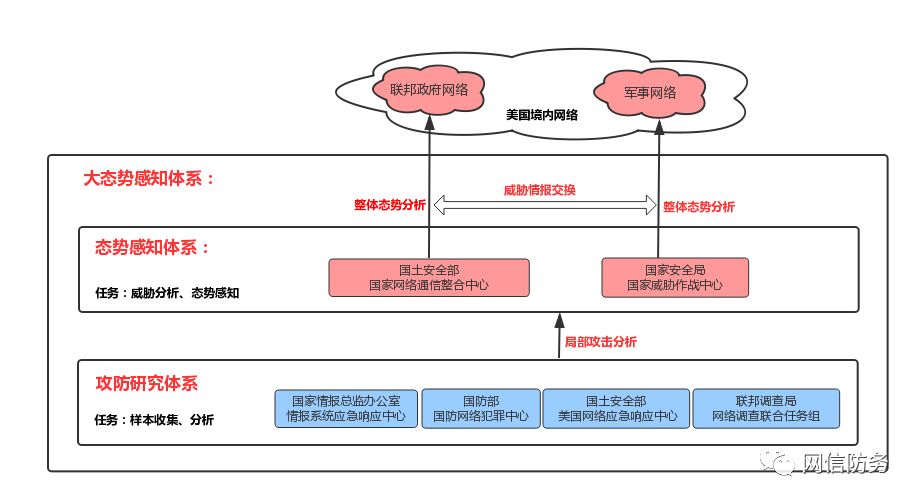 联邦政府网络
军事网络
美国境内网络
大态势感知体系：
威胁情报交换
整体态势分析
整体态势分析
态势感知体系：
国土安全部
国家网络通信整合中心
国家安全局
国家威胁作战中心
任务：威胁分析、态势感知
局部攻击分析
攻防研究体系
任务：样本收集、分析
国家情报总监办公室
情报系统应急响应中心
国防部
国防网络犯罪中心
国土安全部
美国网络应急响应中心
联邦调查局
网络调查联合任务组
网信防务